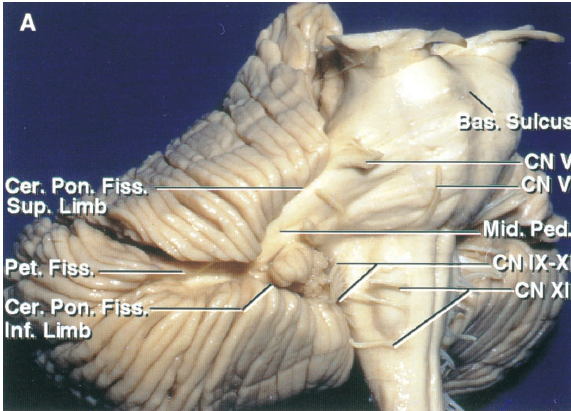 A
Bas. Sulcus
CN V
CN V
Cer. Pon. Fiss.
Sup. Limb
Mid. Ped.
Pet. Fiss.
CN IX-XI
CN XI
Cer. Pon. Fiss.
Inf. Limb